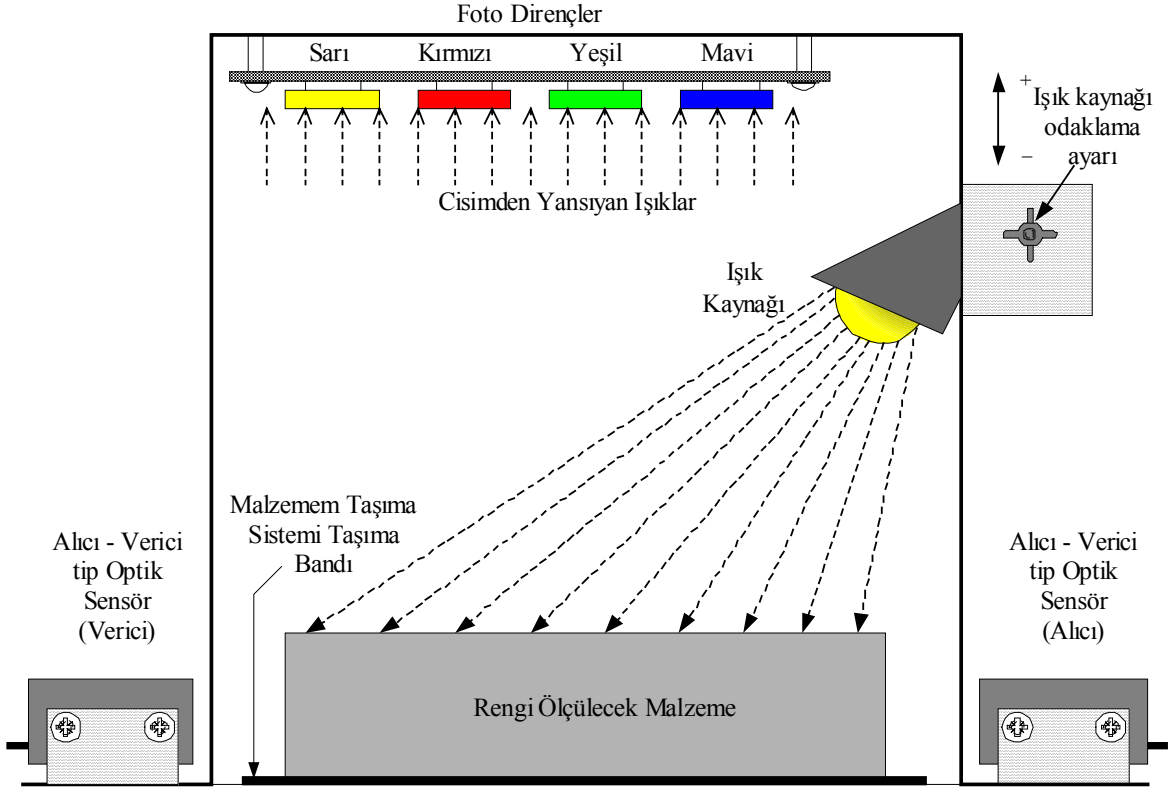 Foto Dirençler
Sarı
Kırmızı
Yeşil
Mavi
+
Işık kaynağı
odaklama
ayarı
–
Cisimden Yansıyan Işıklar
Işık
Kaynağı
Malzemem Taşıma
Sistemi Taşıma
Bandı
Alıcı - Verici
tip Optik
Sensör
(Verici)
Alıcı - Verici
tip Optik
Sensör
(Alıcı)
Rengi Ölçülecek Malzeme